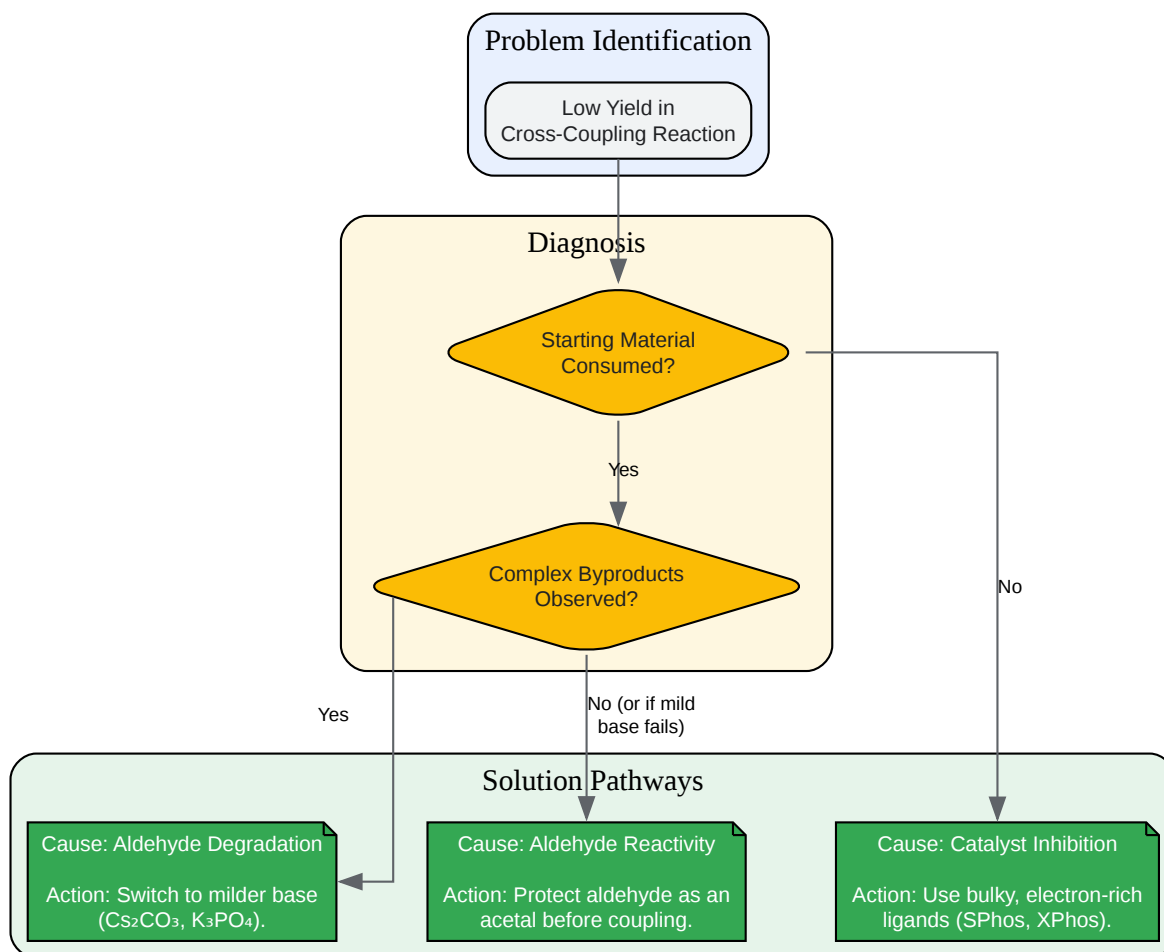 Problem Identification
Low Yield in
Cross-Coupling Reaction
Diagnosis
Starting Material
Consumed?
Yes
Complex Byproducts
Observed?
No
Yes
No (or if mild
base fails)
Solution Pathways
Cause: Aldehyde Degradation
Action: Switch to milder base
(Cs₂CO₃, K₃PO₄).
Cause: Aldehyde Reactivity
Action: Protect aldehyde as an
acetal before coupling.
Cause: Catalyst Inhibition
Action: Use bulky, electron-rich
ligands (SPhos, XPhos).